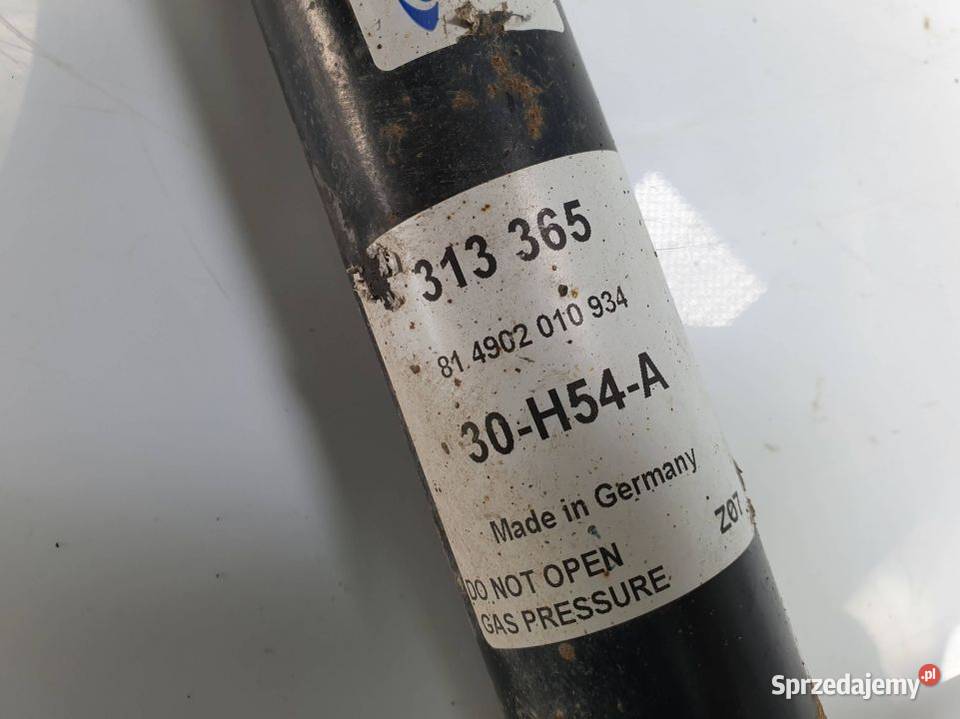 313 365
81.4902 010 934
30-H54-A
Made in Germany
Z07
DO NOT OPEN
GAS PRESSURE
Sprzedajemy.pl